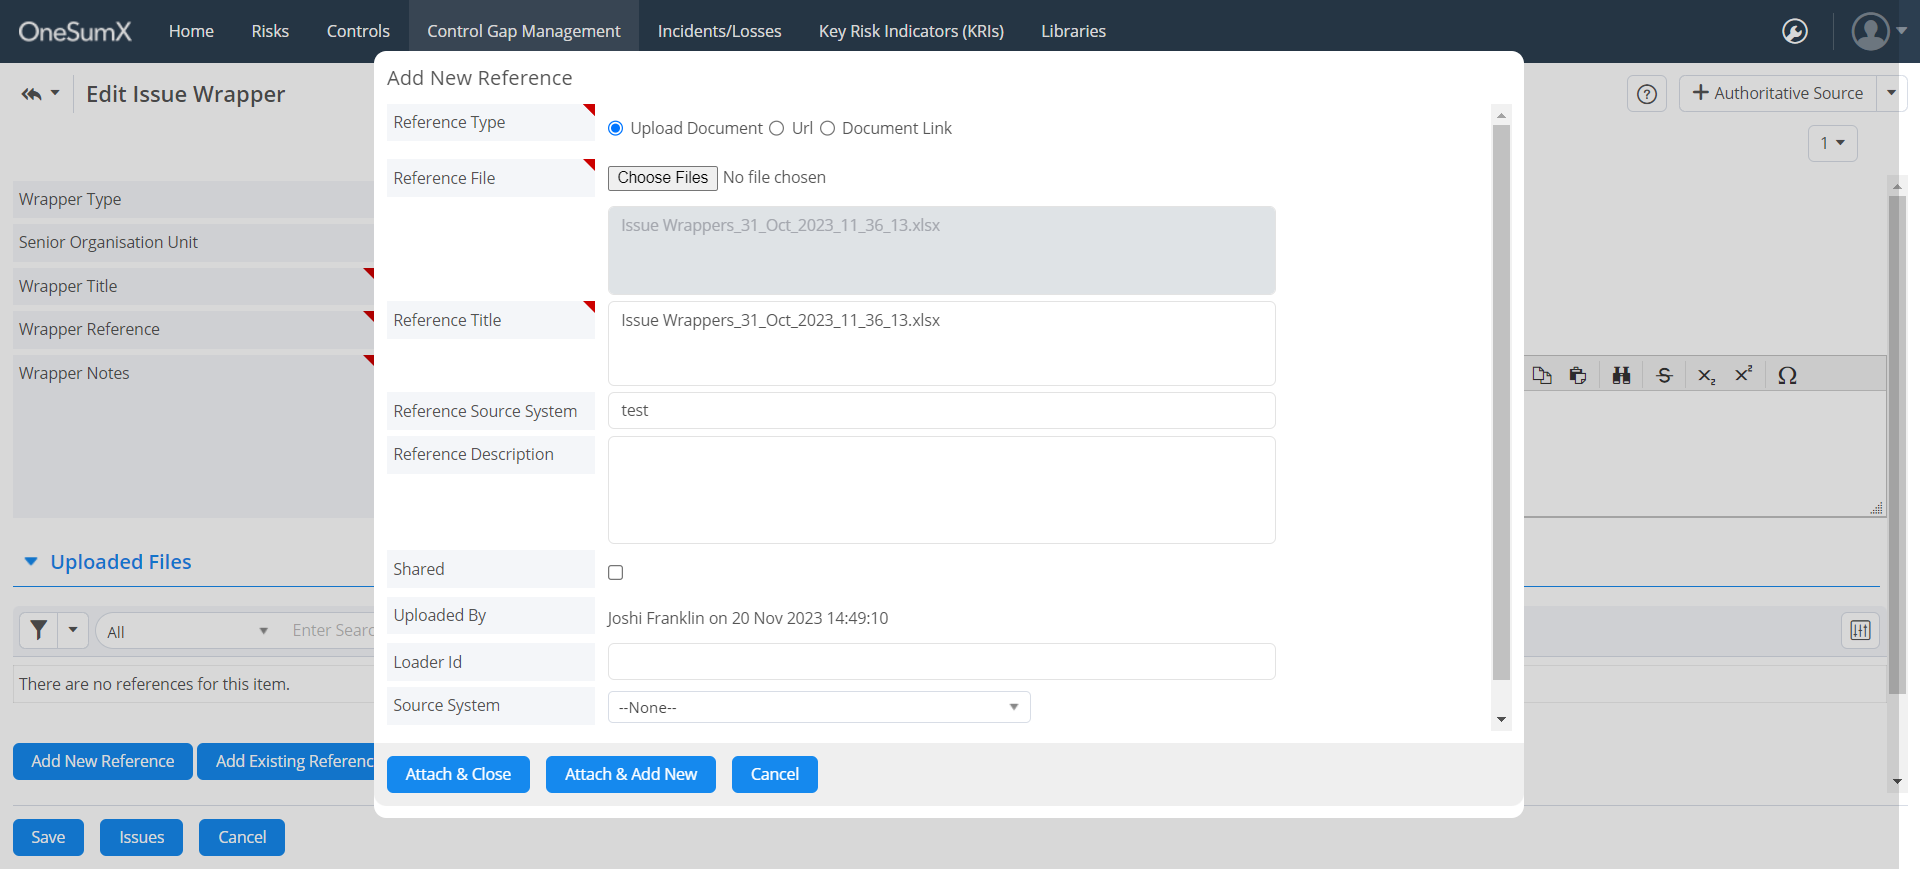 OneSumX Home Risks Controls Control Gap Management Incidents/Losses Key Risk Indicators (KRIs) Libraries
Edit Issue Wrapper
? + Authoritative Source
1
Wrapper Type
Senior Organisation Unit
Wrapper Title
Wrapper Reference
Wrapper Notes
S X₂ X² Ω
Uploaded Files
All Enter Searc
There are no references for this item.
Add New Reference Add Existing Referenc
Save Issues Cancel
Add New Reference
Reference Type Upload Document Url Document Link
Reference File Choose Files No file chosen
Issue Wrappers_31_Oct_2023_11_36_13.xlsx
Reference Title Issue Wrappers_31_Oct_2023_11_36_13.xlsx
Reference Source System test
Reference Description
Shared
Uploaded By Joshi Franklin on 20 Nov 2023 14:49:10
Loader Id
Source System --None--
Attach & Close Attach & Add New Cancel